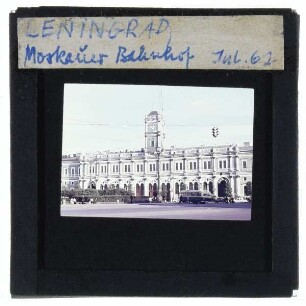 LENINGRAD,
Moskauer Bahnhof Jul. 62